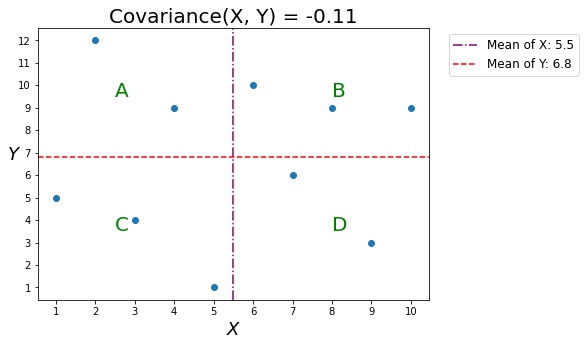 Covariance(X, Y) = -0.11
Mean of X: 5.5
Mean of Y: 6.8
12
11
10
9
8
7
6
5
4
3
2
1
Y
A
B
C
D
1 2 3 4 5 6 7 8 9 10
X